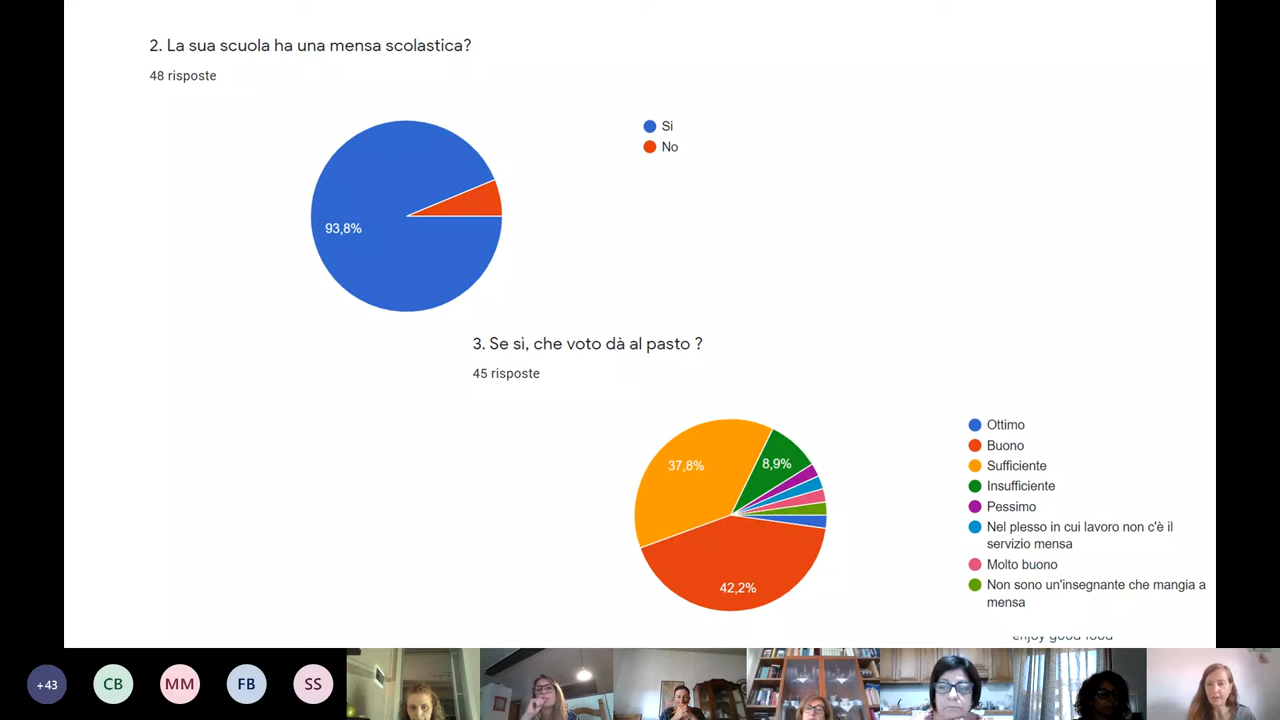 2. La sua scuola ha una mensa scolastica?
48 risposte
Si
No
93,8%
3. Se sì, che voto dà al pasto ?
45 risposte
37,8%
8,9%
42,2%
Ottimo
Buono
Sufficiente
Insufficiente
Pessimo
Nel plesso in cui lavoro non c'è il
servizio mensa
Molto buono
Non sono un'insegnante che mangia a
mensa
enjoy good food
+43
CB
MM
FB
SS